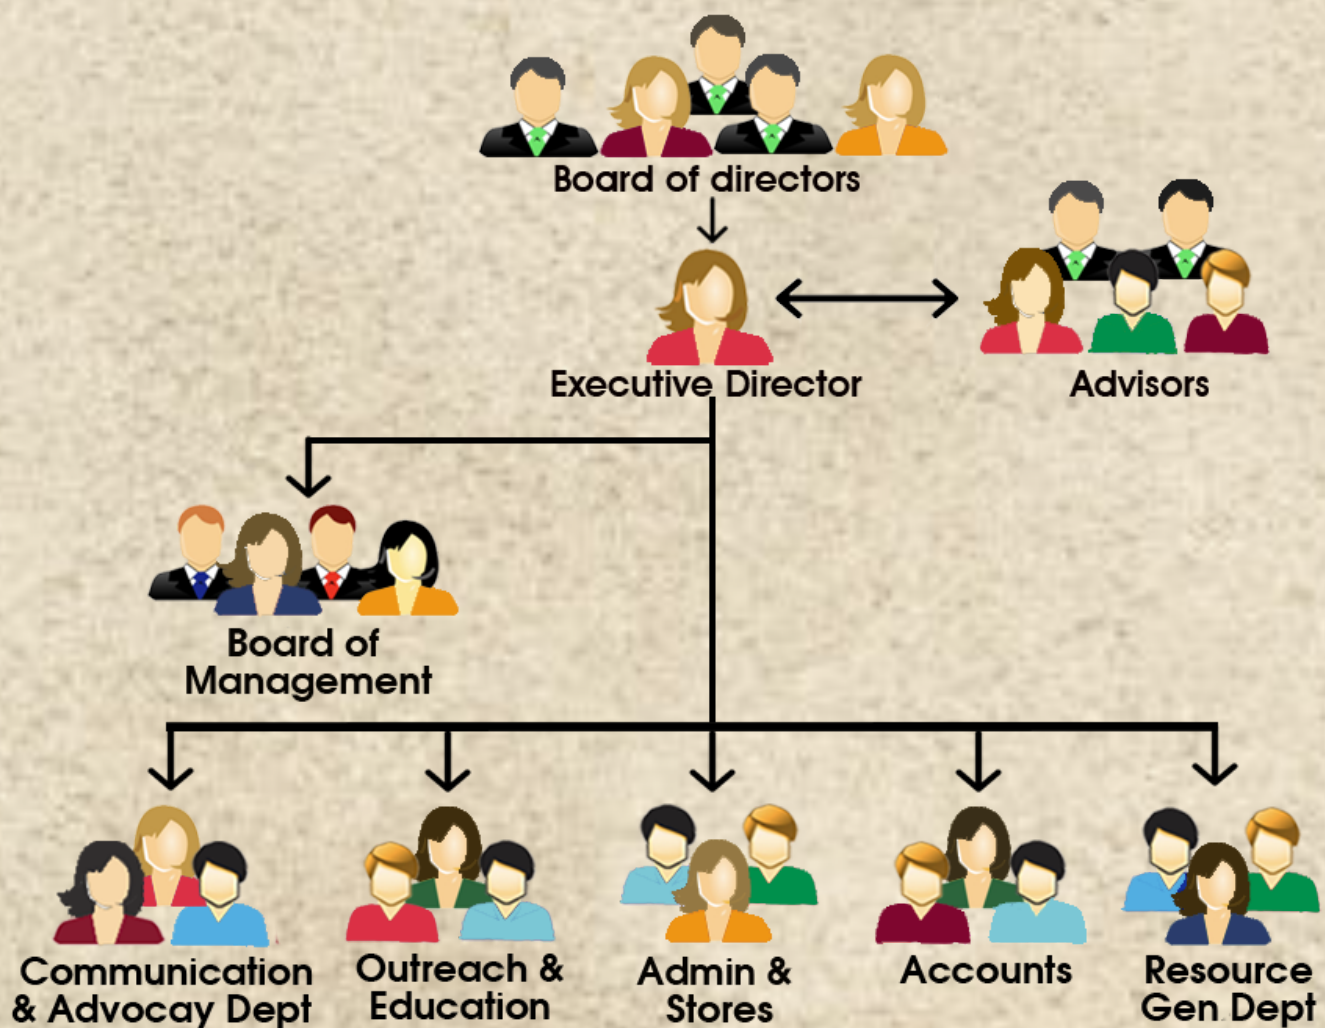 Board of directors
Executive Director
Advisors
Board of
Management
Communication
& Advocay Dept
Outreach &
Education
Admin &
Stores
Accounts
Resource
Gen Dept